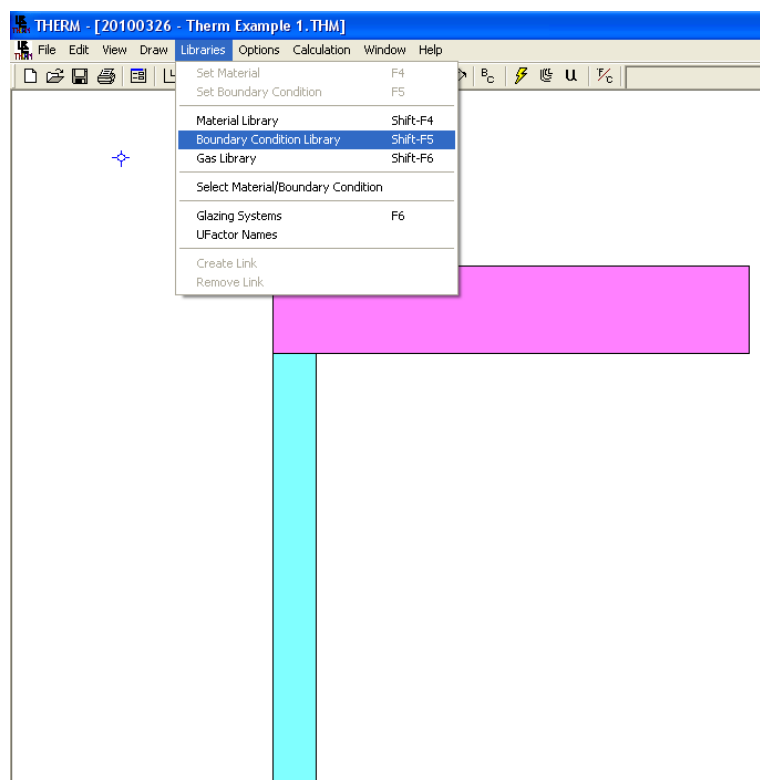 THERM - [20100326 - Therm Example 1.THM]
File Edit View Draw Libraries Options Calculation Window Help
Set Material F4
Set Boundary Condition F5
Material Library Shift-F4
Boundary Condition Library Shift-F5
Gas Library Shift-F6
Select Material/Boundary Condition
Glazing Systems F6
UFactor Names
Create Link
Remove Link